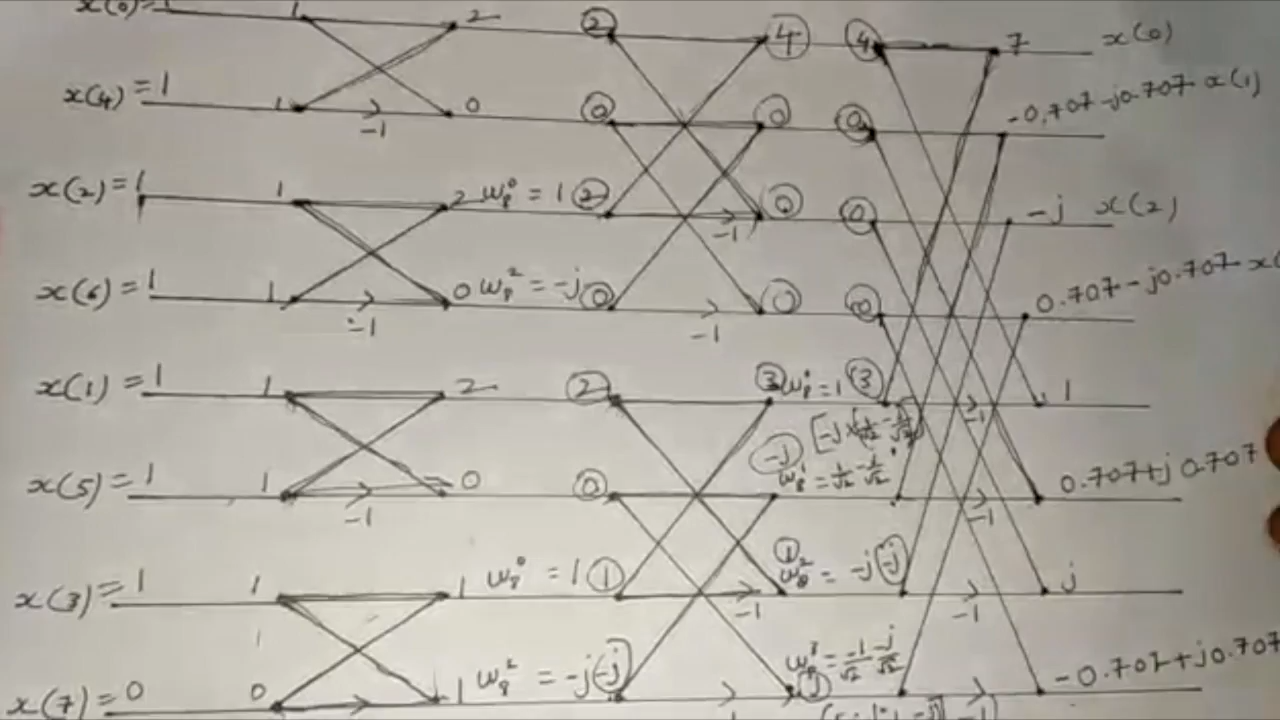 x(0)=1 1 2 ② ④ ④ 7 x(0)
x(4)=1 1 -1 0 ⓪ ⓪ ⓪ -0.707-j0.707 x(1)
x(2)=1 1 2 w₈⁰ = 1 ② -1 ⓪ ⓪ -j x(2)
x(6)=1 1 -1 0 w₈² = -j ⓪ -1 ⓪ ⓪ 0.707-j0.707
x(1)=1 1 2 ② ③ w₈⁰ = 1 ③ -1 1
x(5)=1 1 -1 0 ⓪ (-j) w₈¹ = 1/√2 - j/√2 -1 0.707+j0.707
x(3)=1 1 1 w₈⁰ = 1 ① -1 ① w₈² = -j (-j) -1 j
x(7)=0 0 1 w₈² = -j (-j) (j) w₈³ = -1/√2 - j/√2 -1 -0.707+j0.707